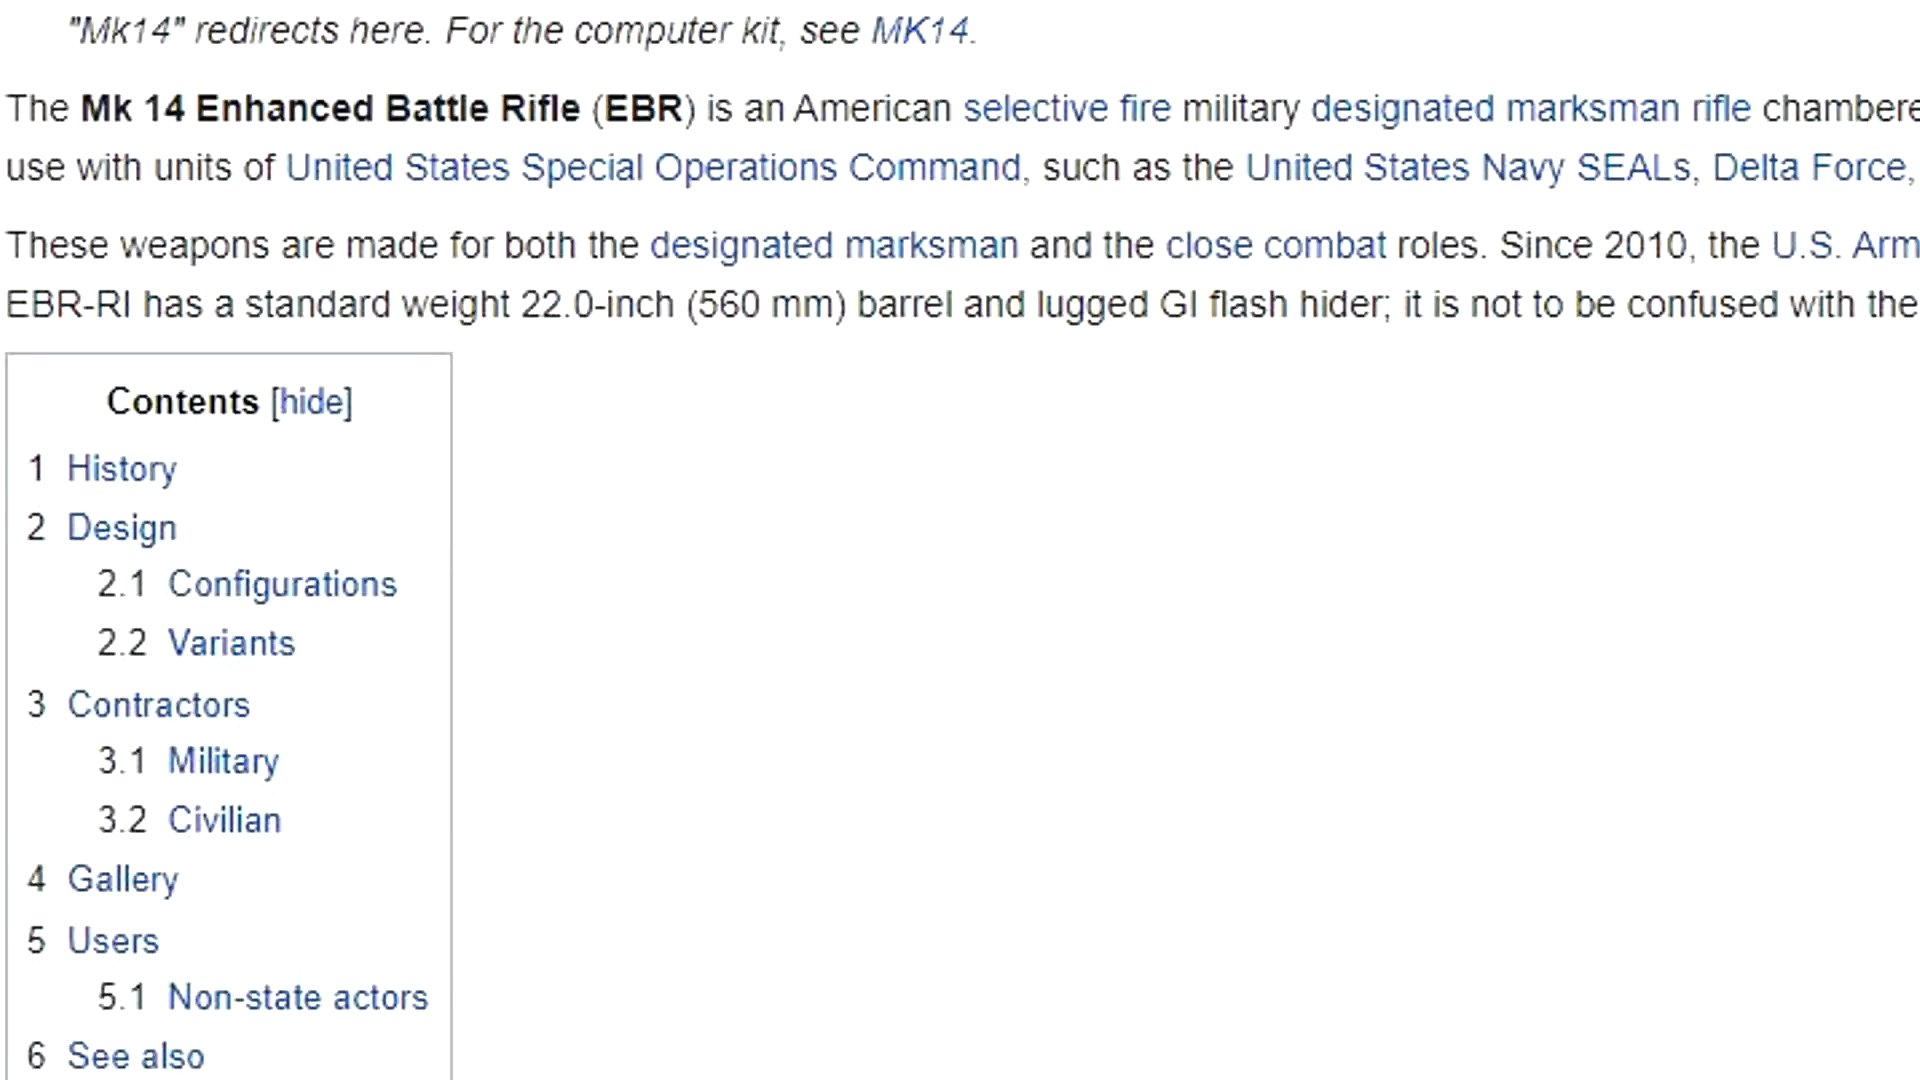 "Mk14" redirects here. For the computer kit, see MK14.
The Mk 14 Enhanced Battle Rifle (EBR) is an American selective fire military designated marksman rifle chambere
use with units of United States Special Operations Command, such as the United States Navy SEALs, Delta Force,
These weapons are made for both the designated marksman and the close combat roles. Since 2010, the U.S. Arm
EBR-RI has a standard weight 22.0-inch (560 mm) barrel and lugged GI flash hider; it is not to be confused with the
Contents [hide]
1 History
2 Design
2.1 Configurations
2.2 Variants
3 Contractors
3.1 Military
3.2 Civilian
4 Gallery
5 Users
5.1 Non-state actors
6 See also